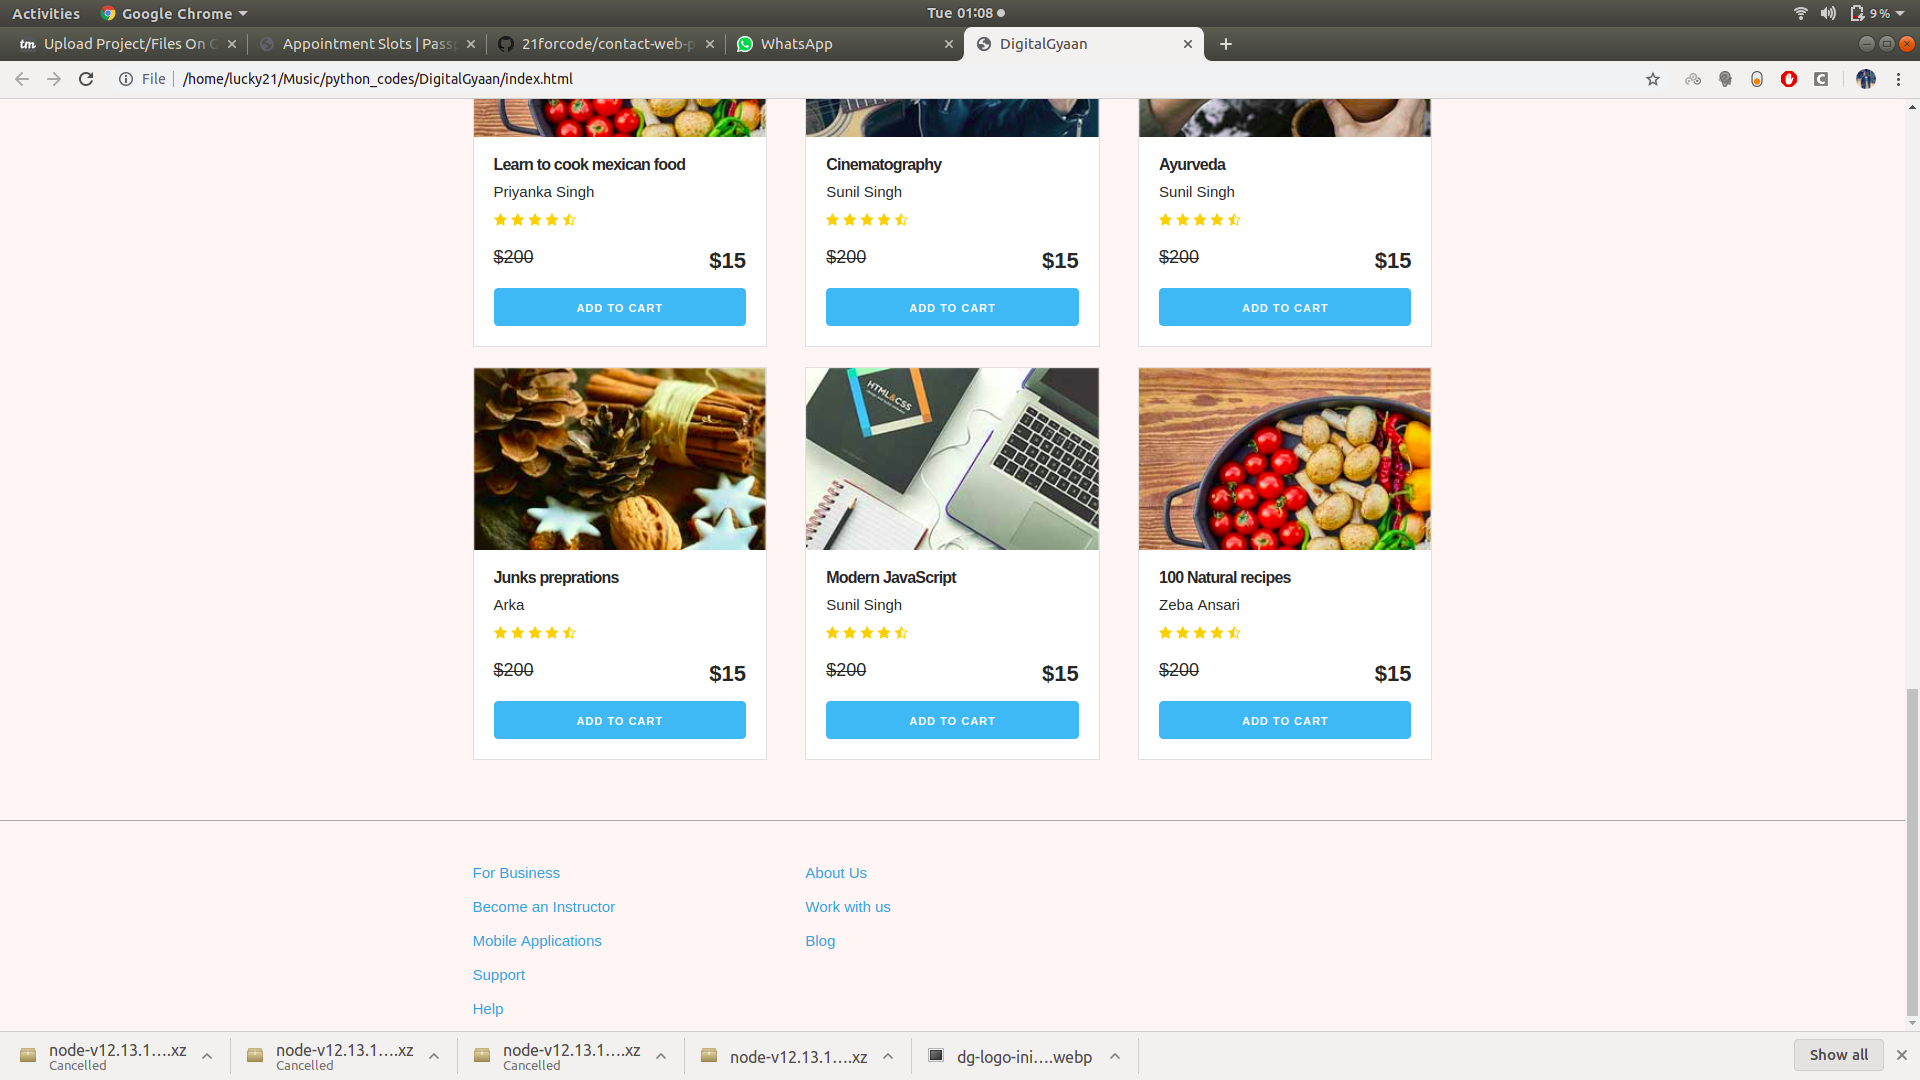 Activities
Google Chrome
Tue 01:08
9 %
Upload Project/Files On G
Appointment Slots | Passp
21forcode/contact-web-p
WhatsApp
DigitalGyaan
File
/home/lucky21/Music/python_codes/DigitalGyaan/index.html
Learn to cook mexican food
Priyanka Singh
$200
$15
ADD TO CART
Cinematography
Sunil Singh
$200
$15
ADD TO CART
Ayurveda
Sunil Singh
$200
$15
ADD TO CART
HTML&CSS
Junks preprations
Arka
$200
$15
ADD TO CART
Modern JavaScript
Sunil Singh
$200
$15
ADD TO CART
100 Natural recipes
Zeba Ansari
$200
$15
ADD TO CART
For Business
Become an Instructor
Mobile Applications
Support
Help
About Us
Work with us
Blog
node-v12.13.1....xz
Cancelled
node-v12.13.1....xz
Cancelled
node-v12.13.1....xz
Cancelled
node-v12.13.1....xz
dg-logo-ini....webp
Show all